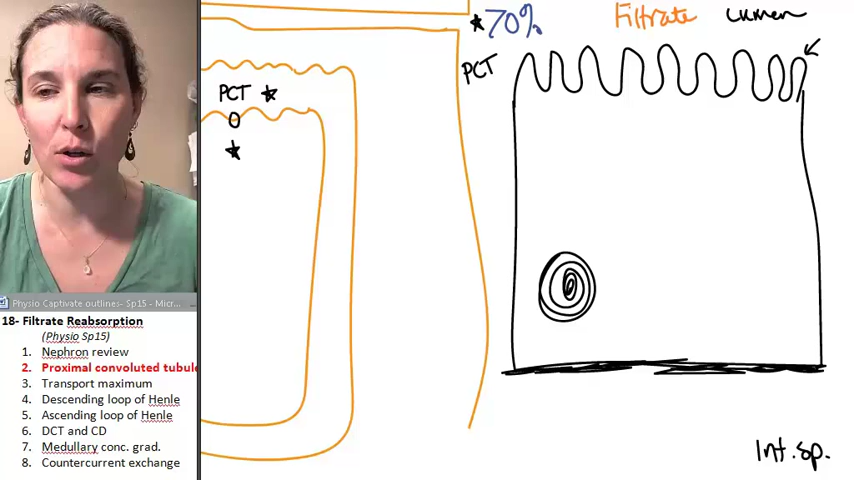 70%
Filtrate Lumen
PCT
PCT
Physio Captivate outlines- Sp15 - Micr...
18- Filtrate Reabsorption
(Physio Sp15)
1. Nephron review
2. Proximal convoluted tubule
3. Transport maximum
4. Descending loop of Henle
5. Ascending loop of Henle
6. DCT and CD
7. Medullary conc. grad.
8. Countercurrent exchange
Int. sp.